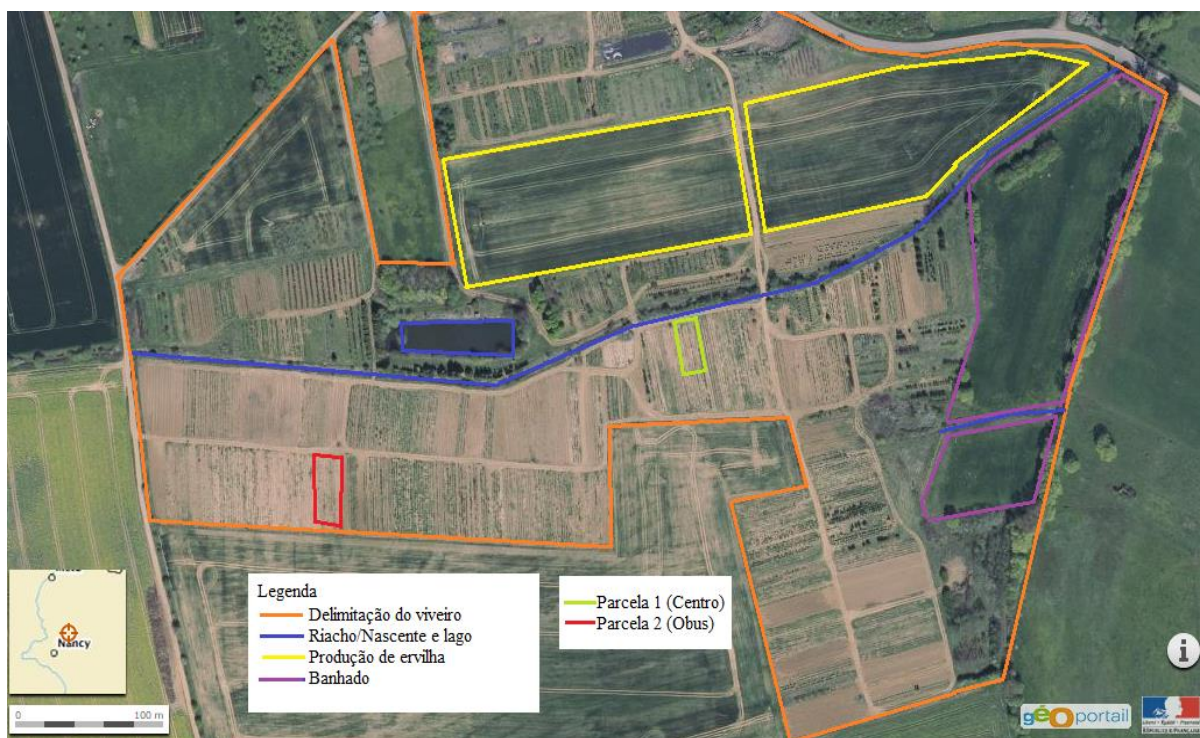 Legenda
Delimitação do viveiro
Riacho/Nascente e lago
Produção de ervilha
Banhado
Parcela 1 (Centro)
Parcela 2 (Obus)
Nancy
0 100 m
i
géoportail